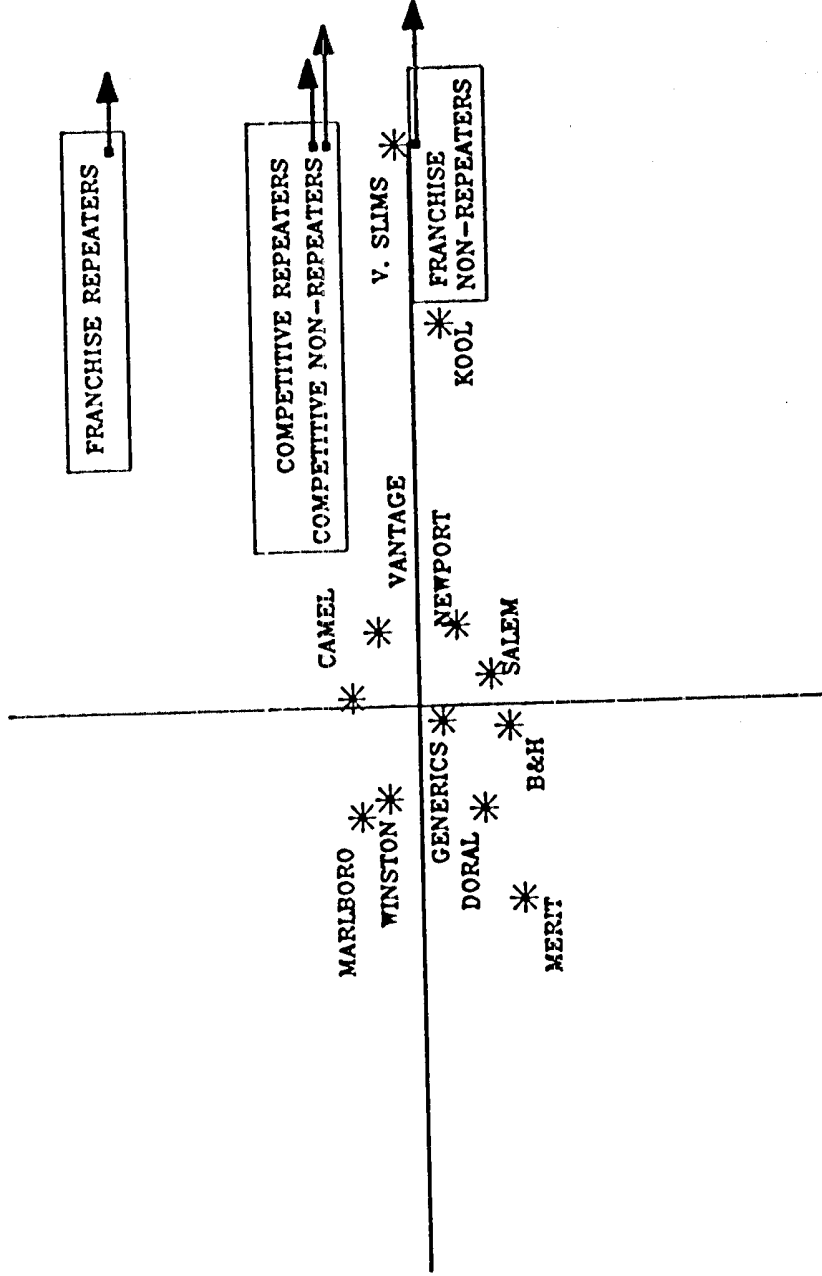 FRANCHISE REPEATERS
COMPETITIVE REPEATERS
COMPETITIVE NON-REPEATERS
CAMEL
V. SLIMS
MARLBORO
VANTAGE
WINSTON
FRANCHISE
NON-REPEATERS
KOOL
GENERICS
NEWPORT
DORAL
SALEM
B&H
MERIT